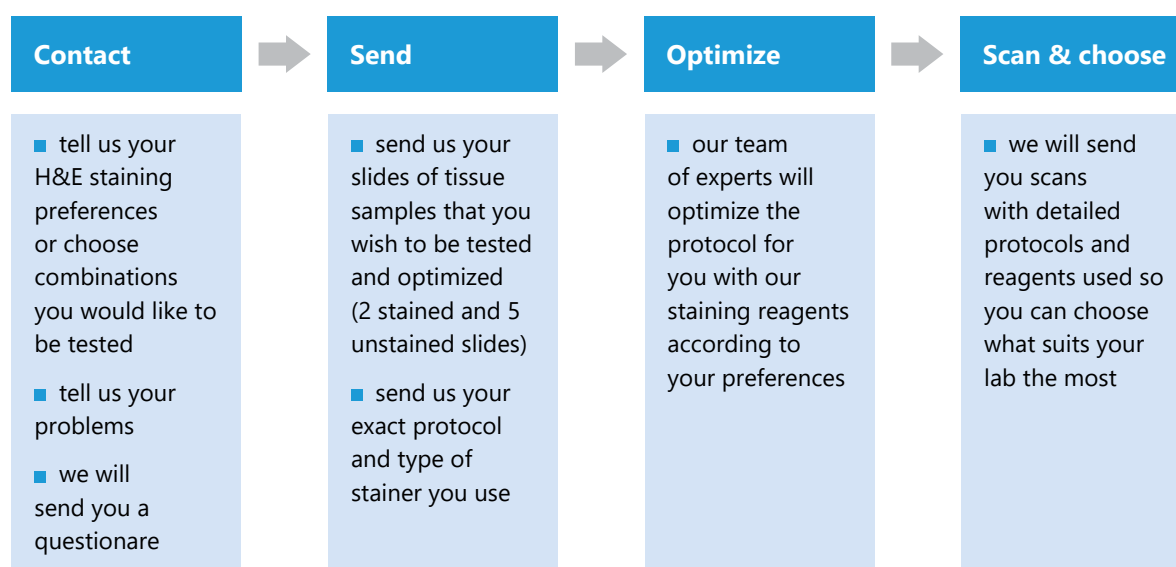 Contact
Send
Optimize
Scan & choose
tell us your
H&E staining
preferences
or choose
combinations
you would like to
be tested
tell us your
problems
we will
send you a
questionare
send us your
slides of tissue
samples that you
wish to be tested
and optimized
(2 stained and 5
unstained slides)
send us your
exact protocol
and type of
stainer you use
our team
of experts will
optimize the
protocol for
you with our
staining reagents
according to
your preferences
we will send
you scans
with detailed
protocols and
reagents used so
you can choose
what suits your
lab the most